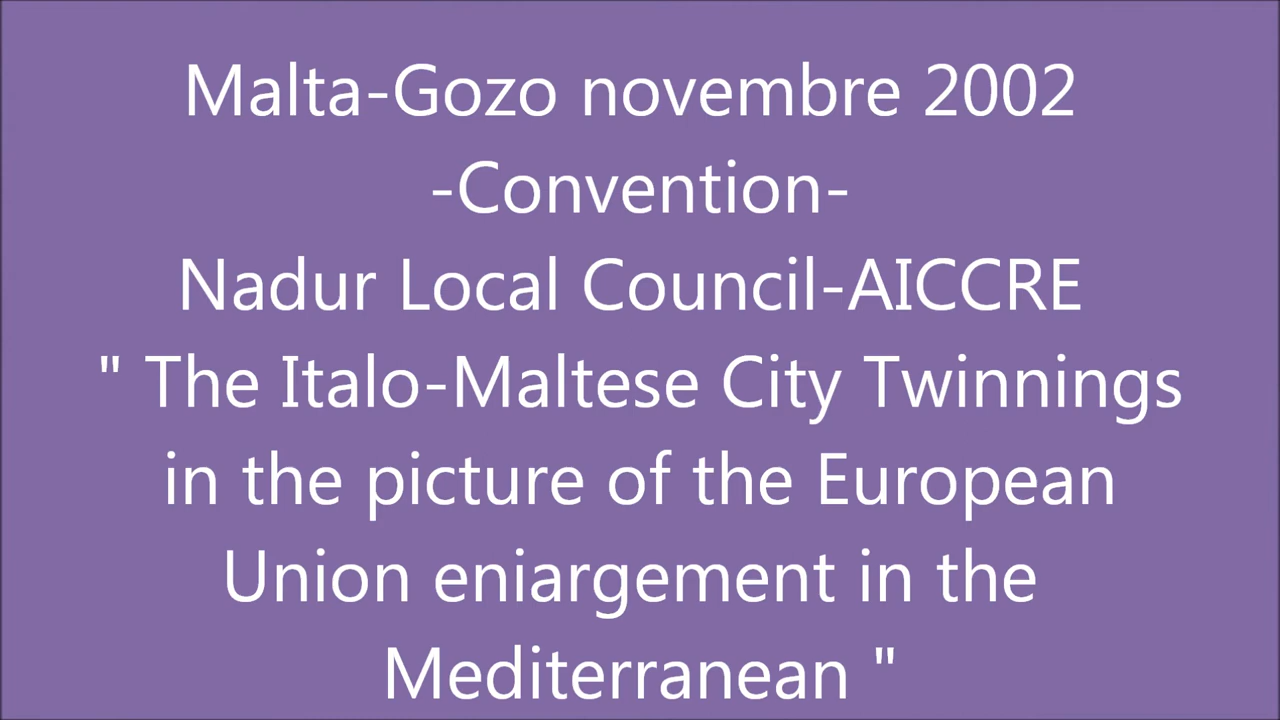 Malta-Gozo novembre 2002
-Convention-
Nadur Local Council-AICCRE
" The Italo-Maltese City Twinnings
in the picture of the European
Union eniargement in the
Mediterranean "